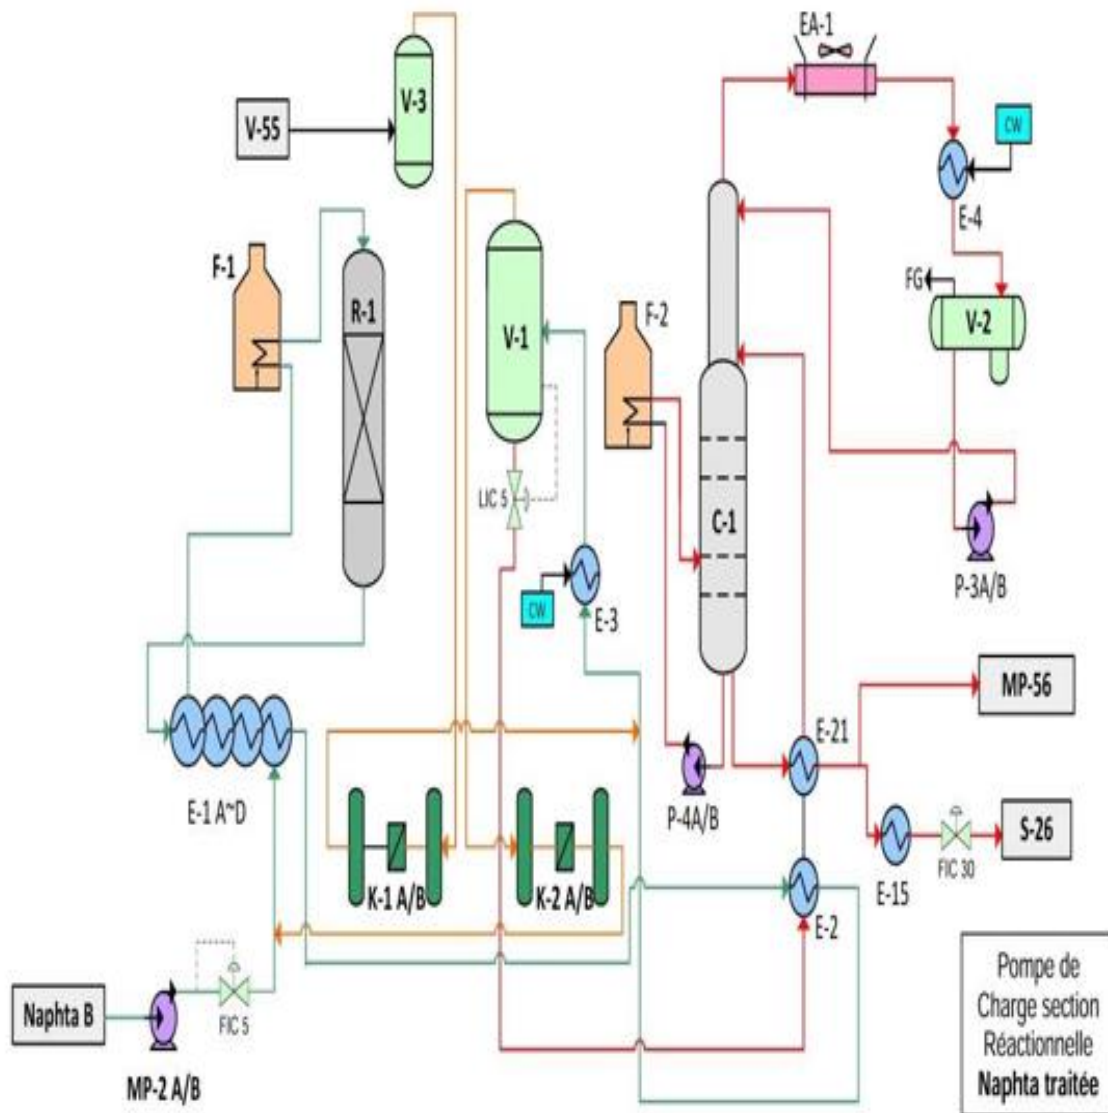 EA-1
V-3
V-55
CW
E-4
F-1
R-1
FG
V-2
V-1
F-2
LIC 5
C-1
P-3A/B
CW
E-3
MP-56
E-21
E-1 A~D
P-4A/B
S-26
FIC 30
E-15
K-1 A/B
K-2 A/B
E-2
Naphta B
FIC 5
MP-2 A/B
Pompe de
Charge section
Réactionnelle
Naphta traitée